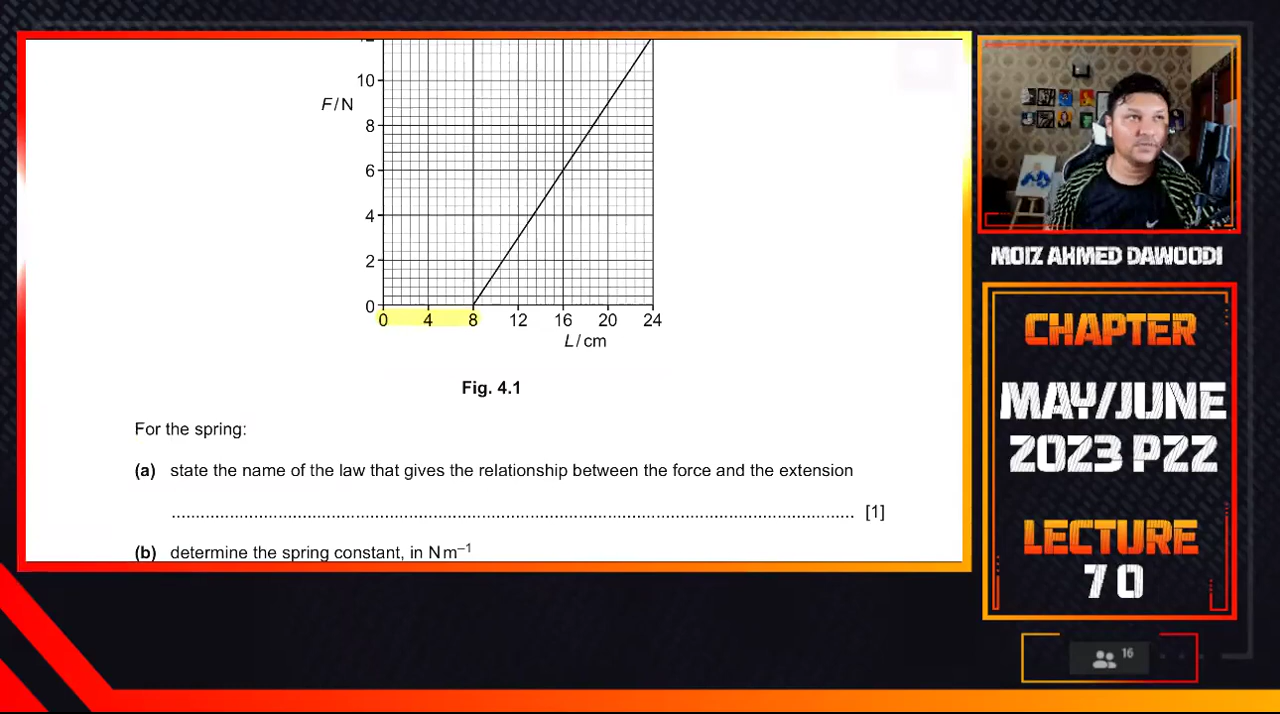 10
F/N
8
6
4
2
0
0 4 8 12 16 20 24
L/cm
Fig. 4.1
For the spring:
(a) state the name of the law that gives the relationship between the force and the extension
.................................................................................................................................................. [1]
(b) determine the spring constant, in N m⁻¹
MOIZ AHMED DAWOODI
CHAPTER
MAY/JUNE
2023 P22
LECTURE
70
16